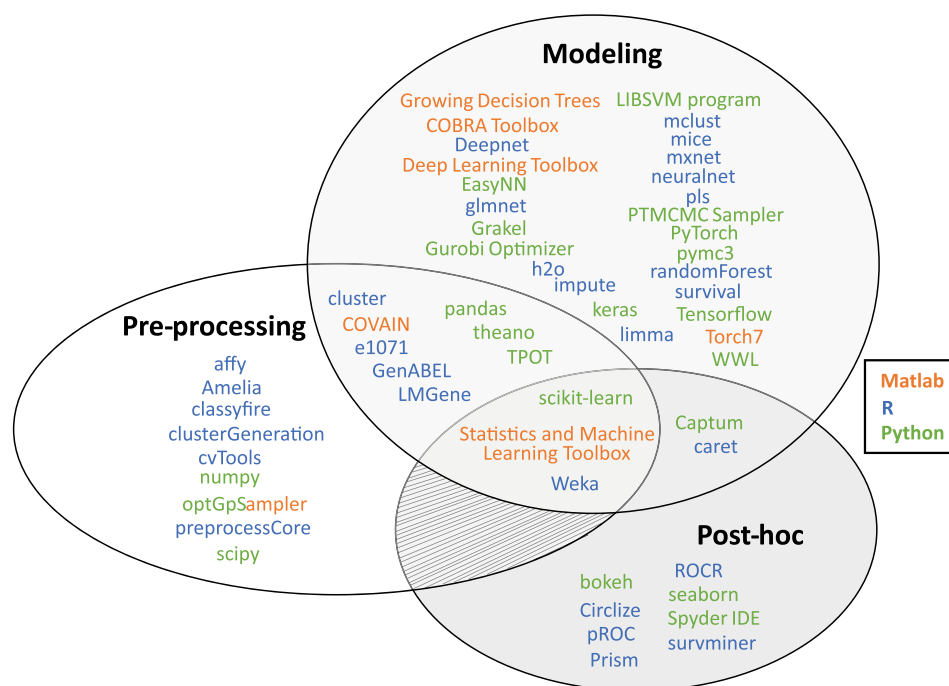 Modeling
Growing Decision Trees
COBRA Toolbox
Deepnet
Deep Learning Toolbox
EasyNN
glmnet
Grakel
Gurobi Optimizer
h2o
impute
LIBSVM program
mclust
mice
mxnet
neuralnet
pls
PTMCMC Sampler
PyTorch
pymc3
randomForest
survival
keras
Tensorflow
limma
Torch7
WWL
Pre-processing
affy
Amelia
classyfire
clusterGeneration
cvTools
numpy
optGpSampler
preprocessCore
scipy
cluster
COVAIN
e1071
GenABEL
LMGene
pandas
theano
TPOT
scikit-learn
Statistics and Machine
Learning Toolbox
Weka
Captum
caret
Post-hoc
bokeh
Circlize
pROC
Prism
ROCR
seaborn
Spyder IDE
survminer
Matlab
R
Python